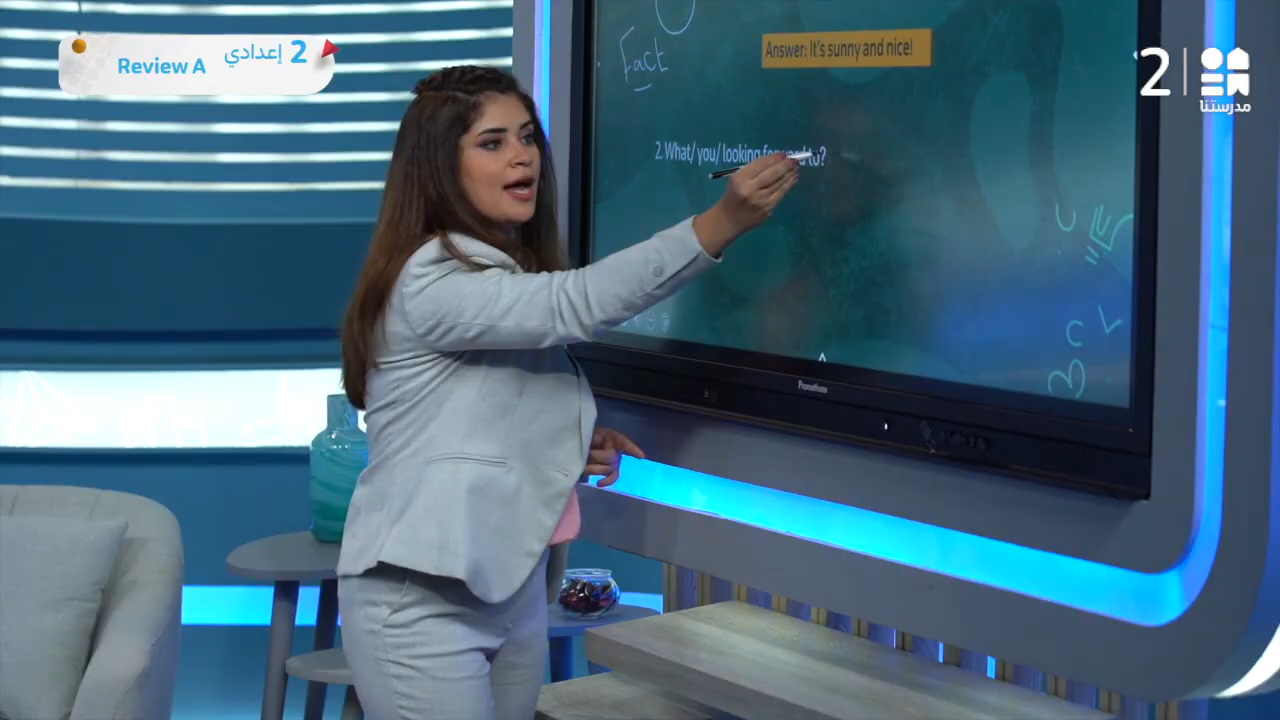 2 إعدادي
Review A
2
مدرستنا
Fact
Answer: It's sunny and nice!
2.What/ you/ looking forward to?
Promethean